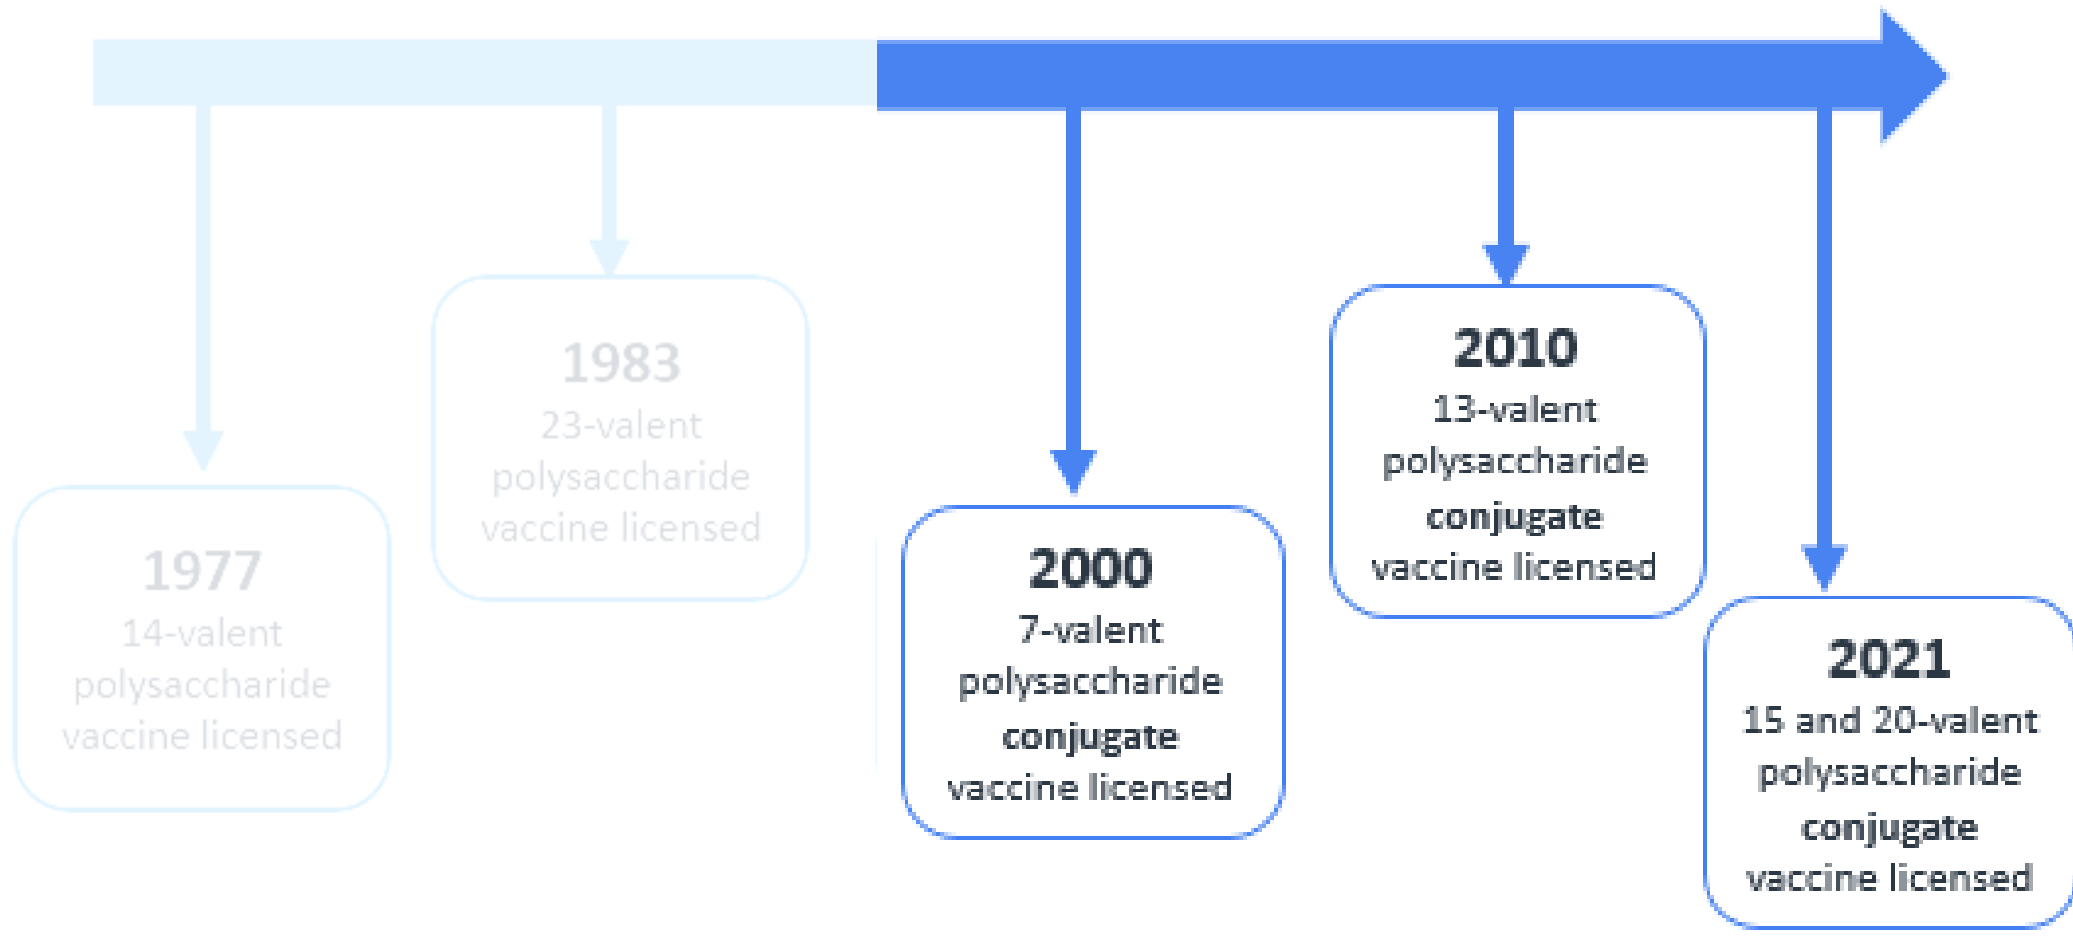 1977
14-valent
polysaccharide
vaccine licensed
1983
23-valent
polysaccharide
vaccine licensed
2000
7-valent
polysaccharide
conjugate
vaccine licensed
2010
13-valent
polysaccharide
conjugate
vaccine licensed
2021
15 and 20-valent
polysaccharide
conjugate
vaccine licensed